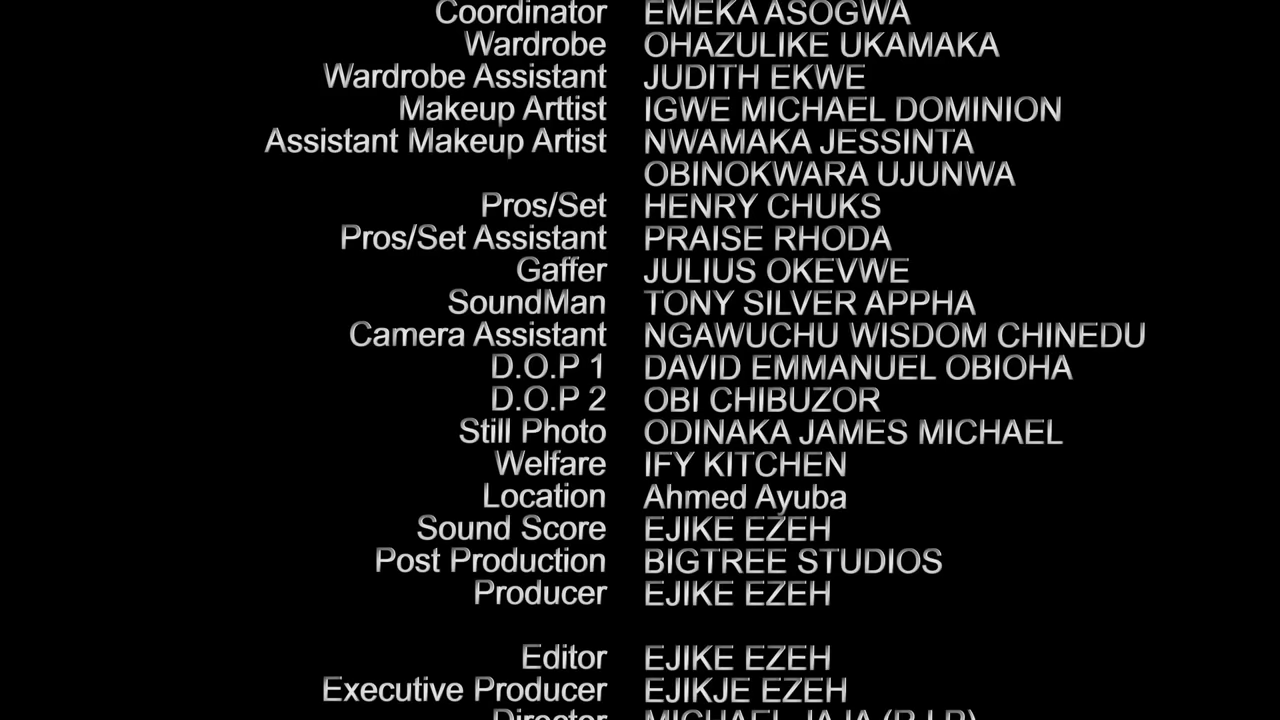 Coordinator EMEKA ASOGWA
Wardrobe OHAZULIKE UKAMAKA
Wardrobe Assistant JUDITH EKWE
Makeup Arttist IGWE MICHAEL DOMINION
Assistant Makeup Artist NWAMAKA JESSINTA
OBINOKWARA UJUNWA
Pros/Set HENRY CHUKS
Pros/Set Assistant PRAISE RHODA
Gaffer JULIUS OKEVWE
SoundMan TONY SILVER APPHA
Camera Assistant NGAWUCHU WISDOM CHINEDU
D.O.P 1 DAVID EMMANUEL OBIOHA
D.O.P 2 OBI CHIBUZOR
Still Photo ODINAKA JAMES MICHAEL
Welfare IFY KITCHEN
Location Ahmed Ayuba
Sound Score EJIKE EZEH
Post Production BIGTREE STUDIOS
Producer EJIKE EZEH
Editor EJIKE EZEH
Executive Producer EJIKJE EZEH
Director MICHAEL JAJA (R.I.P)